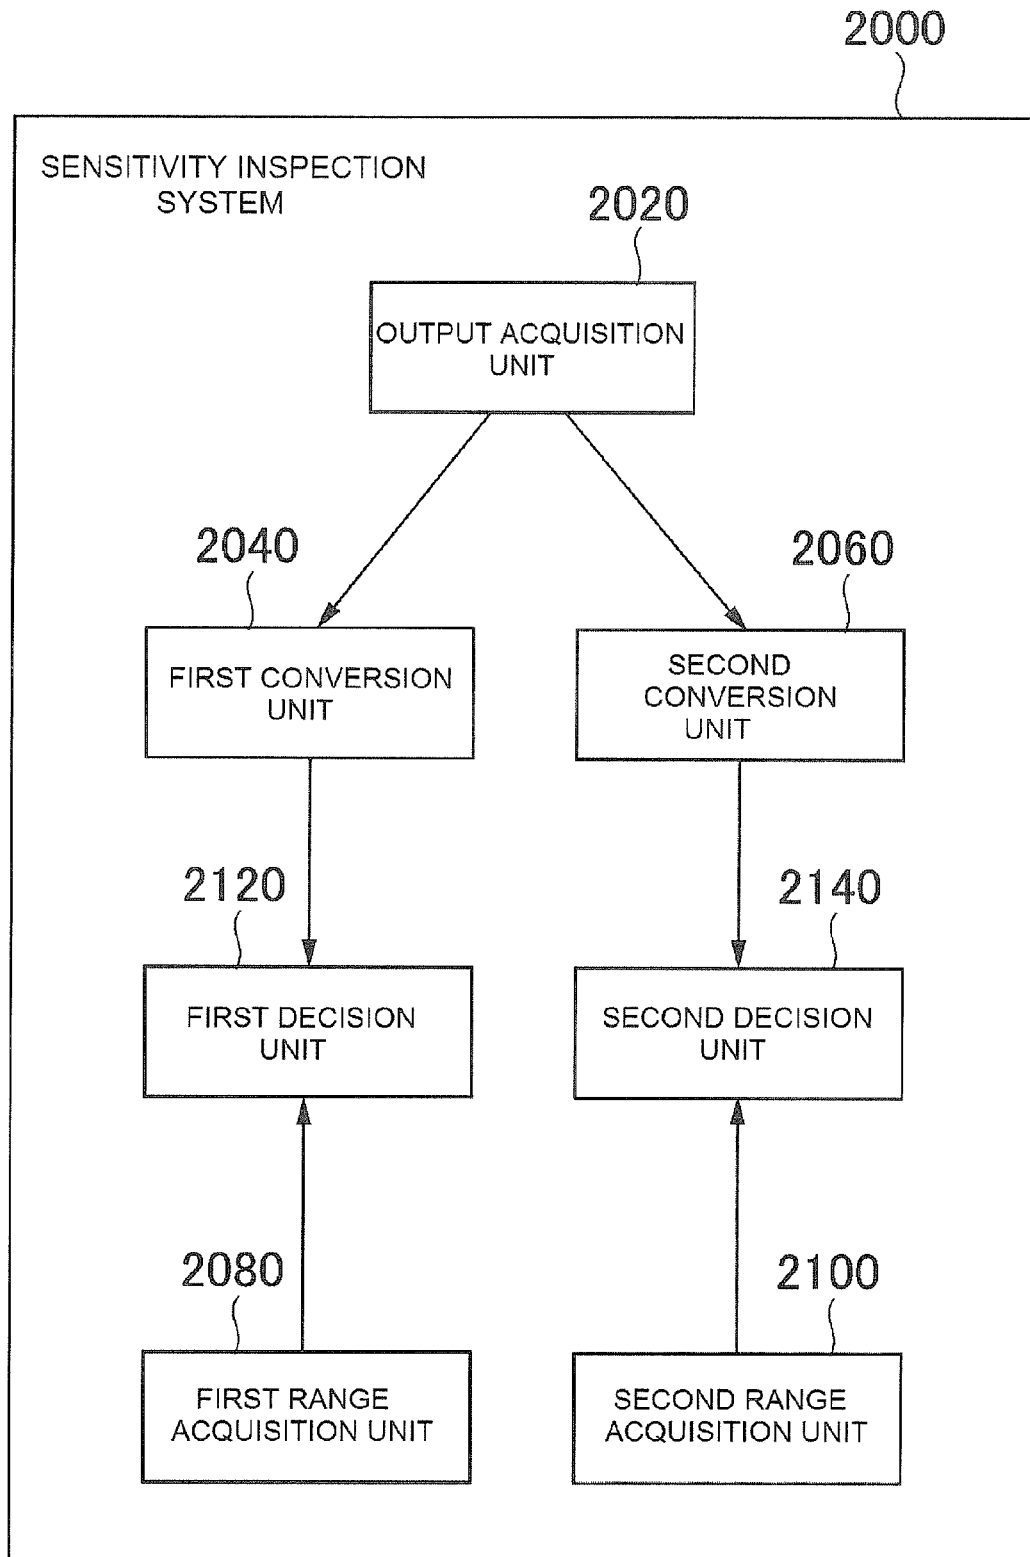 2000
SENSITIVITY INSPECTION
SYSTEM
2020
OUTPUT ACQUISITION
UNIT
2040
FIRST CONVERSION
UNIT
2060
SECOND
CONVERSION
UNIT
2120
FIRST DECISION
UNIT
2140
SECOND DECISION
UNIT
2080
FIRST RANGE
ACQUISITION UNIT
2100
SECOND RANGE
ACQUISITION UNIT